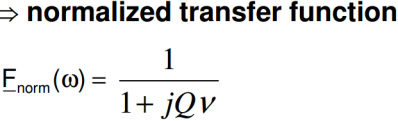 ⇒ normalized transfer function
F_norm(ω) = 1 / (1 + jQν)